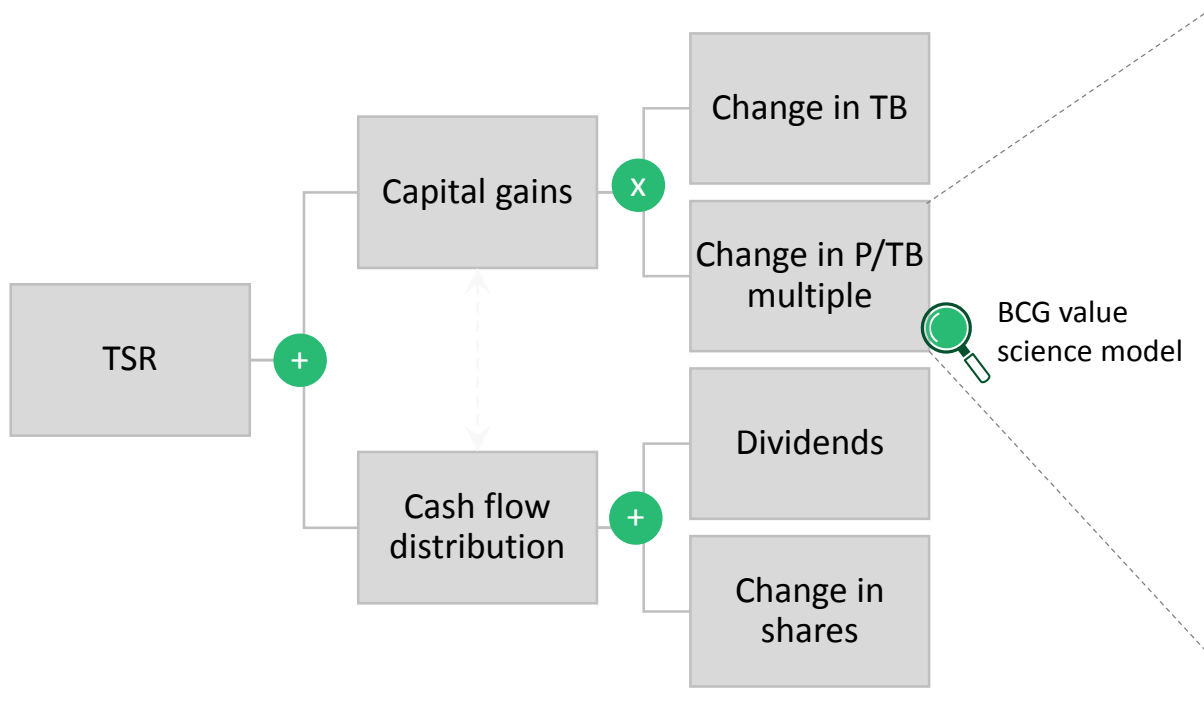 TSR
+
Capital gains
Cash flow
distribution
x
+
Change in TB
Change in P/TB
multiple
Dividends
Change in
shares
BCG value
science model